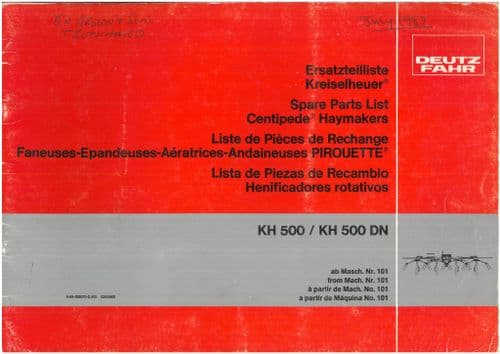 DEUTZ
FAHR
Ersatzteilliste
Kreiselheuer®
Spare Parts List
Centipede® Haymakers
Liste de Pièces de Rechange
Faneuses-Epandeuses-Aératrices-Andaineuses PIROUETTE®
Lista de Piezas de Recambio
Henificadores rotativos
KH 500 / KH 500 DN
ab Masch. Nr. 101
from Mach. Nr. 101
à partir de Mach. No. 101
a partir de Máquina No. 101